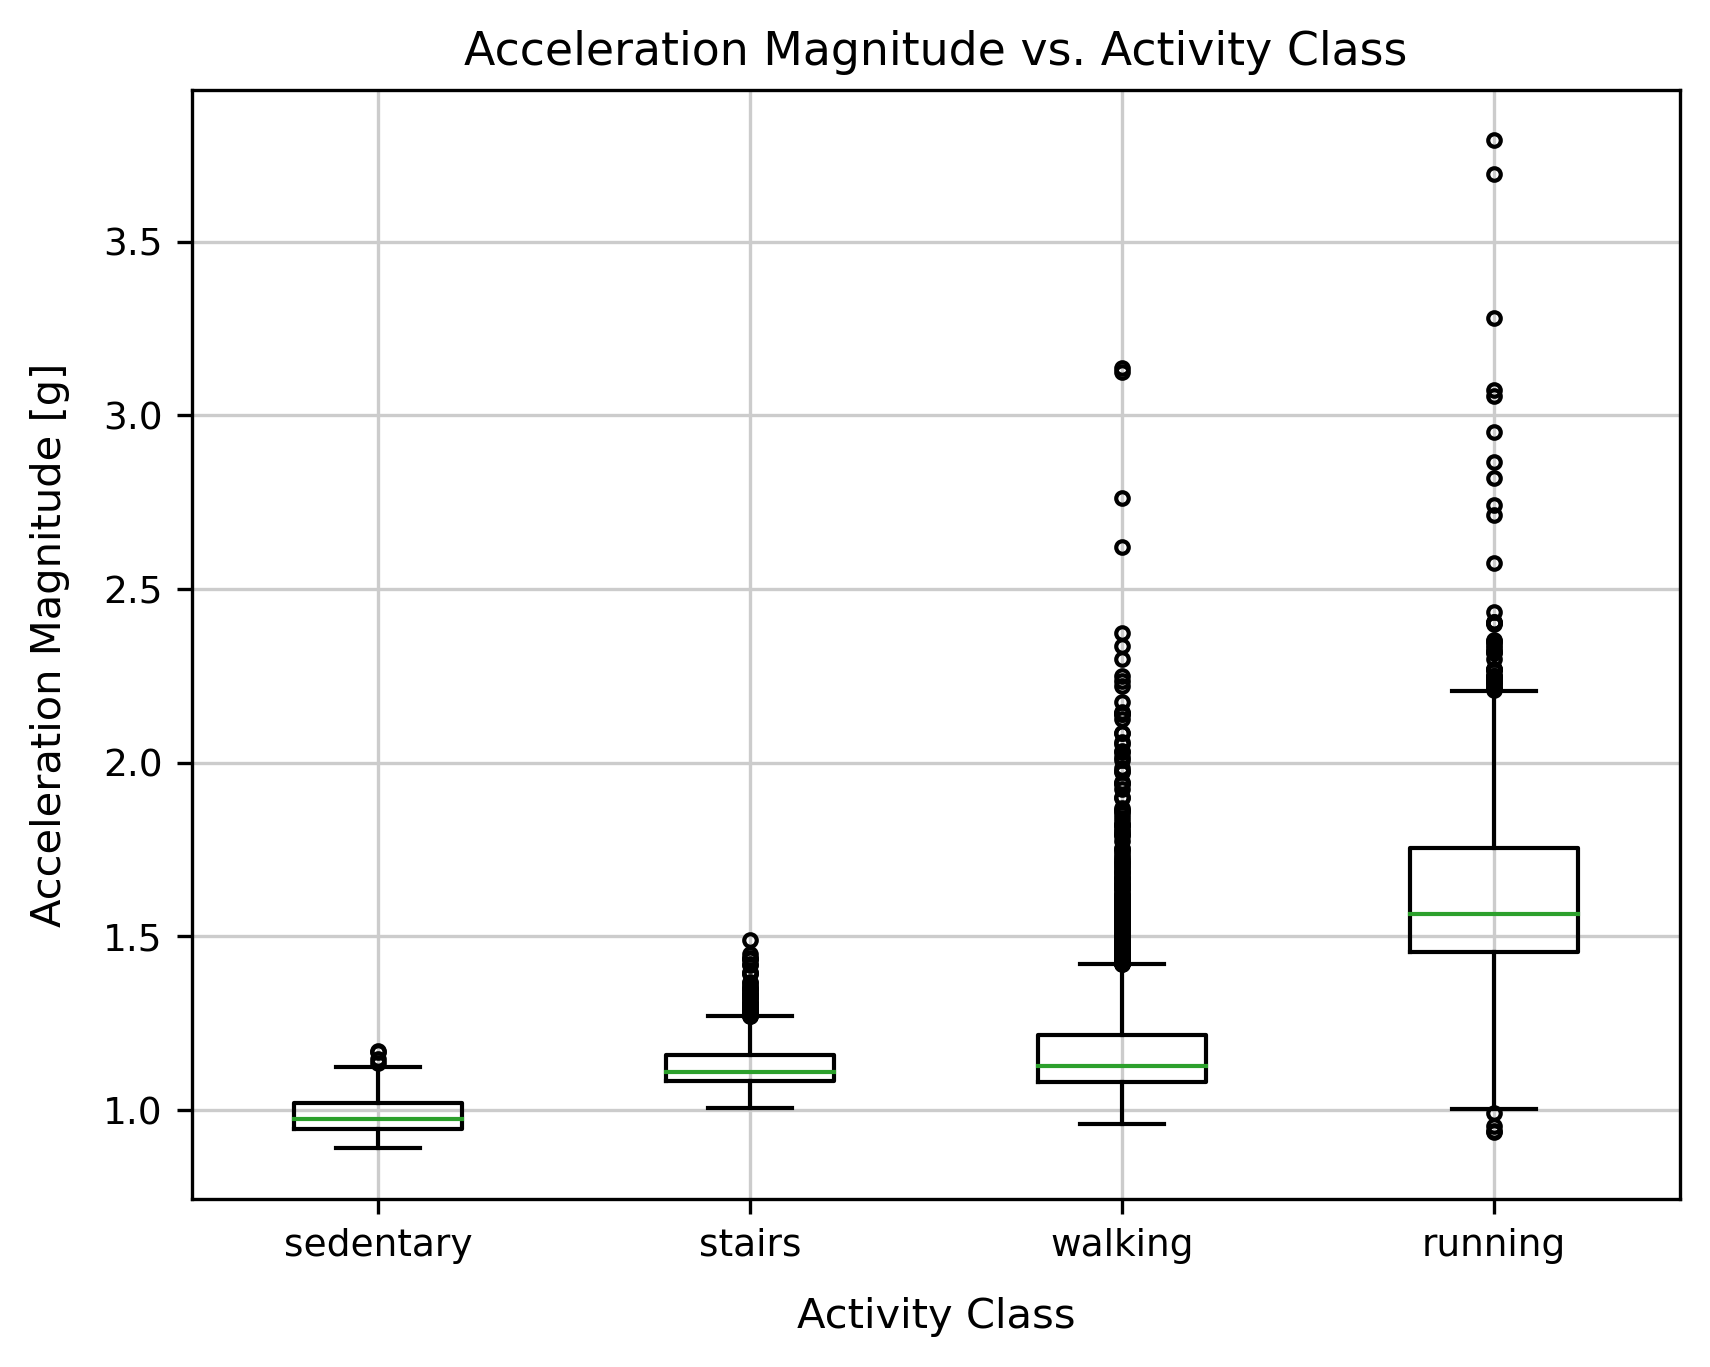 Acceleration Magnitude vs. Activity Class
Acceleration Magnitude [g]
3.5
3.0
2.5
2.0
1.5
1.0
sedentary
stairs
walking
running
Activity Class